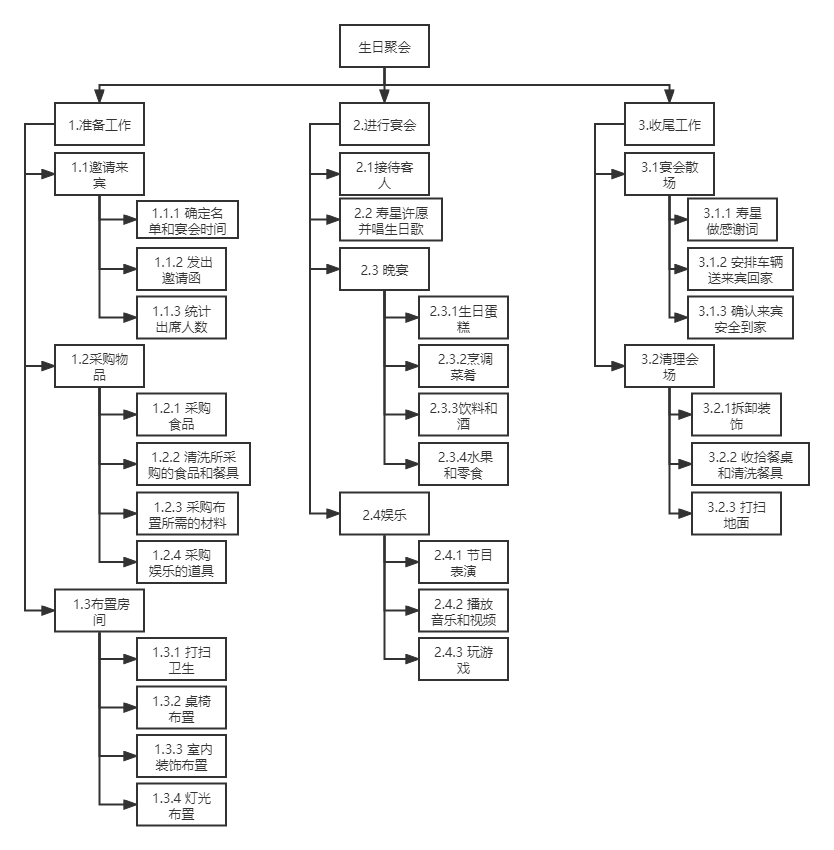 生日聚会
1.准备工作
1.1邀请来
宾
1.1.1 确定名
单和宴会时间
1.1.2 发出
邀请函
1.1.3 统计
出席人数
1.2采购物
品
1.2.1 采购
食品
1.2.2 清洗所采
购的食品和餐具
1.2.3 采购布
置所需的材料
1.2.4 采购
娱乐的道具
1.3布置房
间
1.3.1 打扫
卫生
1.3.2 桌椅
布置
1.3.3 室内
装饰布置
1.3.4 灯光
布置
2.进行宴会
2.1接待客
人
2.2 寿星许愿
并唱生日歌
2.3 晚宴
2.3.1生日蛋
糕
2.3.2烹调
菜肴
2.3.3饮料和
酒
2.3.4水果
和零食
2.4娱乐
2.4.1 节目
表演
2.4.2 播放
音乐和视频
2.4.3 玩游
戏
3.收尾工作
3.1宴会散
场
3.1.1 寿星
做感谢词
3.1.2 安排车辆
送来宾回家
3.1.3 确认来宾
安全到家
3.2清理会
场
3.2.1拆卸装
饰
3.2.2 收拾餐桌
和清洗餐具
3.2.3 打扫
地面